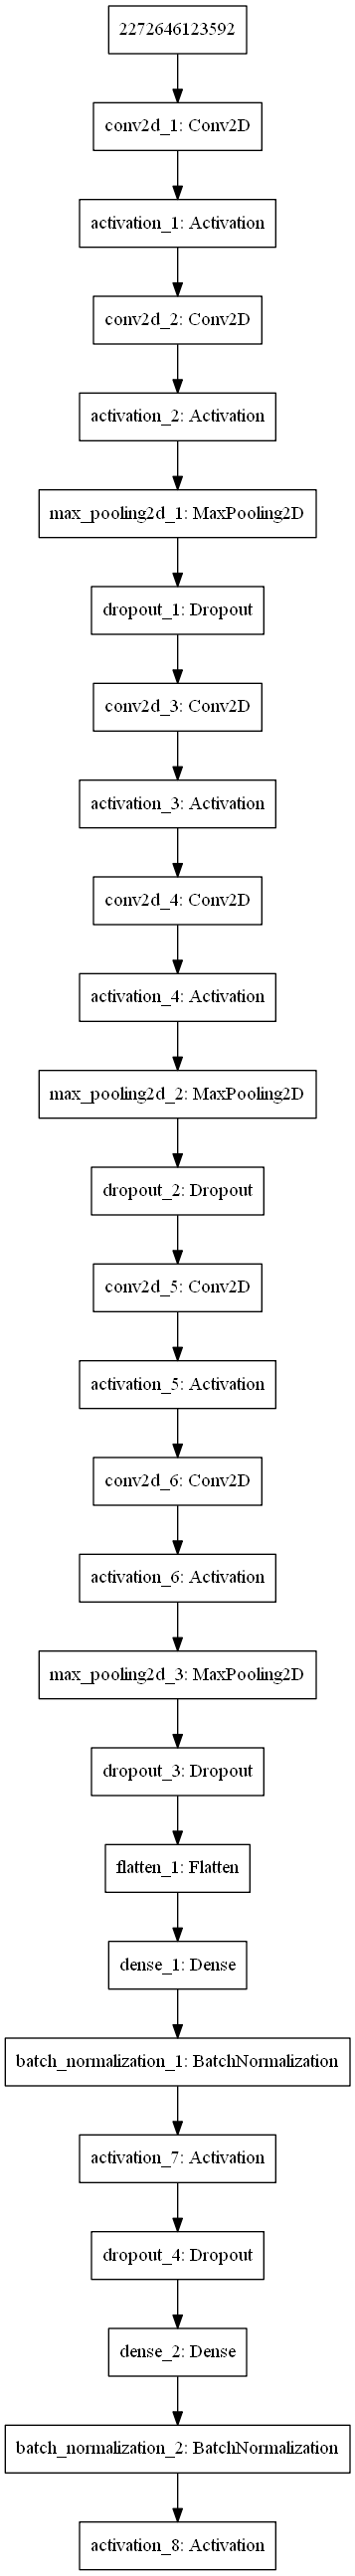 2272646123592
conv2d_1: Conv2D
activation_1: Activation
conv2d_2: Conv2D
activation_2: Activation
max_pooling2d_1: MaxPooling2D
dropout_1: Dropout
conv2d_3: Conv2D
activation_3: Activation
conv2d_4: Conv2D
activation_4: Activation
max_pooling2d_2: MaxPooling2D
dropout_2: Dropout
conv2d_5: Conv2D
activation_5: Activation
conv2d_6: Conv2D
activation_6: Activation
max_pooling2d_3: MaxPooling2D
dropout_3: Dropout
flatten_1: Flatten
dense_1: Dense
batch_normalization_1: BatchNormalization
activation_7: Activation
dropout_4: Dropout
dense_2: Dense
batch_normalization_2: BatchNormalization
activation_8: Activation